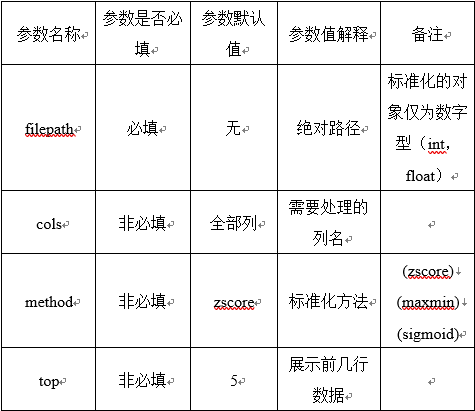 参数名称
参数是否必
填
参数默认
值
参数值解释
备注
filepath
必填
无
绝对路径
标准化的对
象仅为数字
型（int，
float）
cols
非必填
全部列
需要处理的
列名
method
非必填
zscore
标准化方法
(zscore)
(maxmin)
(sigmoid)
top
非必填
5
展示前几行
数据